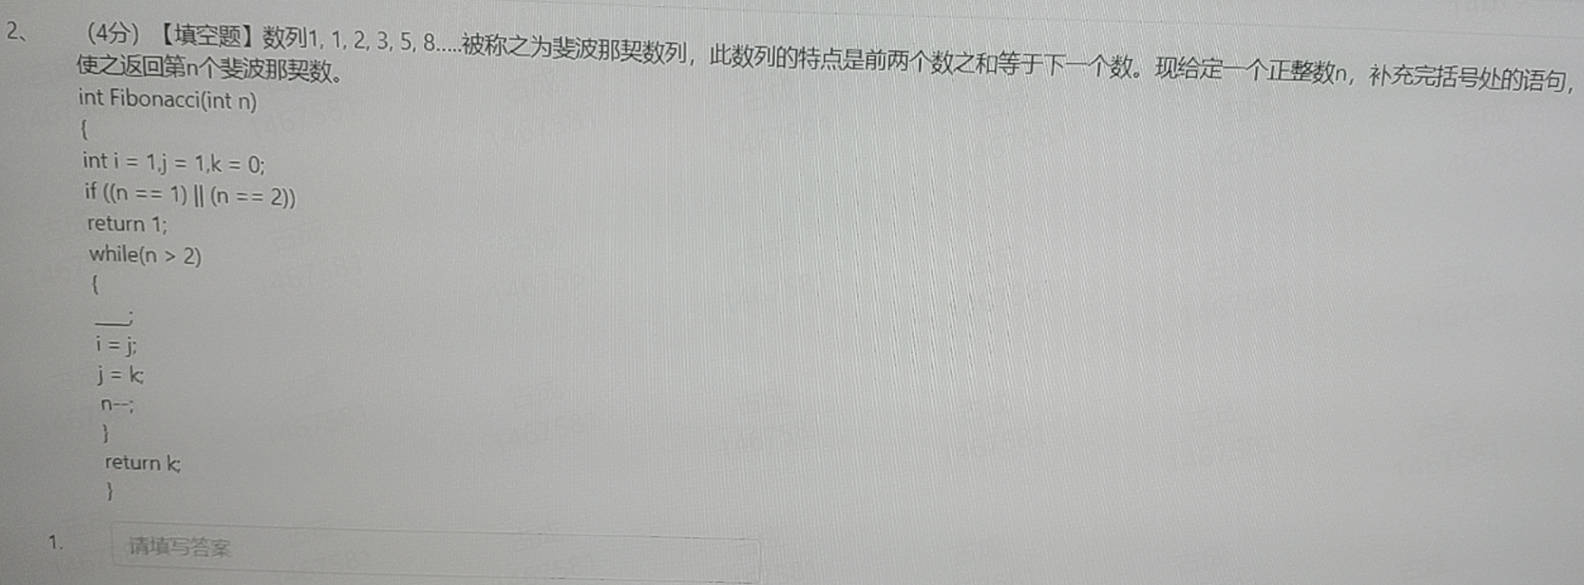 2、 （4分）【填空题】数列1, 1, 2, 3, 5, 8.....被称之为斐波那契数列，此数列的特点是前两个数之和等于下一个数。现给定一个正整数n，补充完括号处的语句，
使之返回第n个斐波那契数。
int Fibonacci(int n)
{
int i = 1,j = 1,k = 0;
if ((n == 1) || (n == 2))
return 1;
while(n > 2)
{
___;
i = j;
j = k;
n--;
}
return k;
}
1. 请填写答案